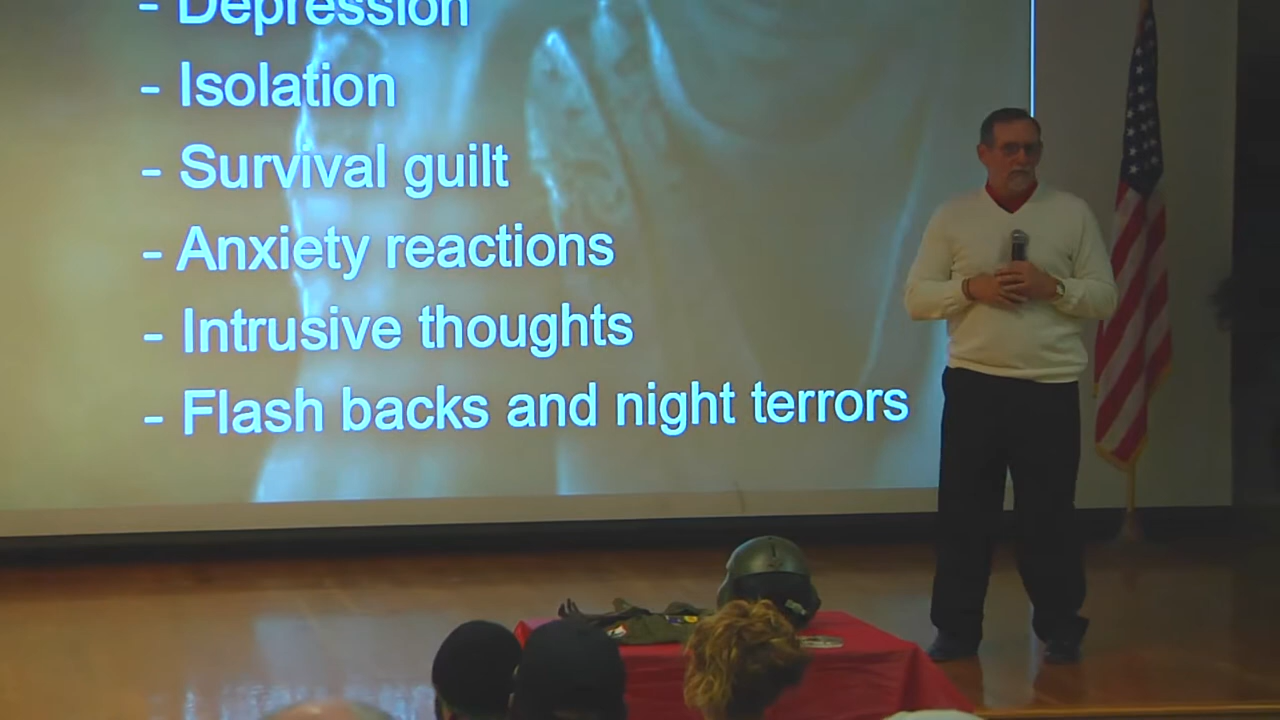 - Depression
- Isolation
- Survival guilt
- Anxiety reactions
- Intrusive thoughts
- Flash backs and night terrors